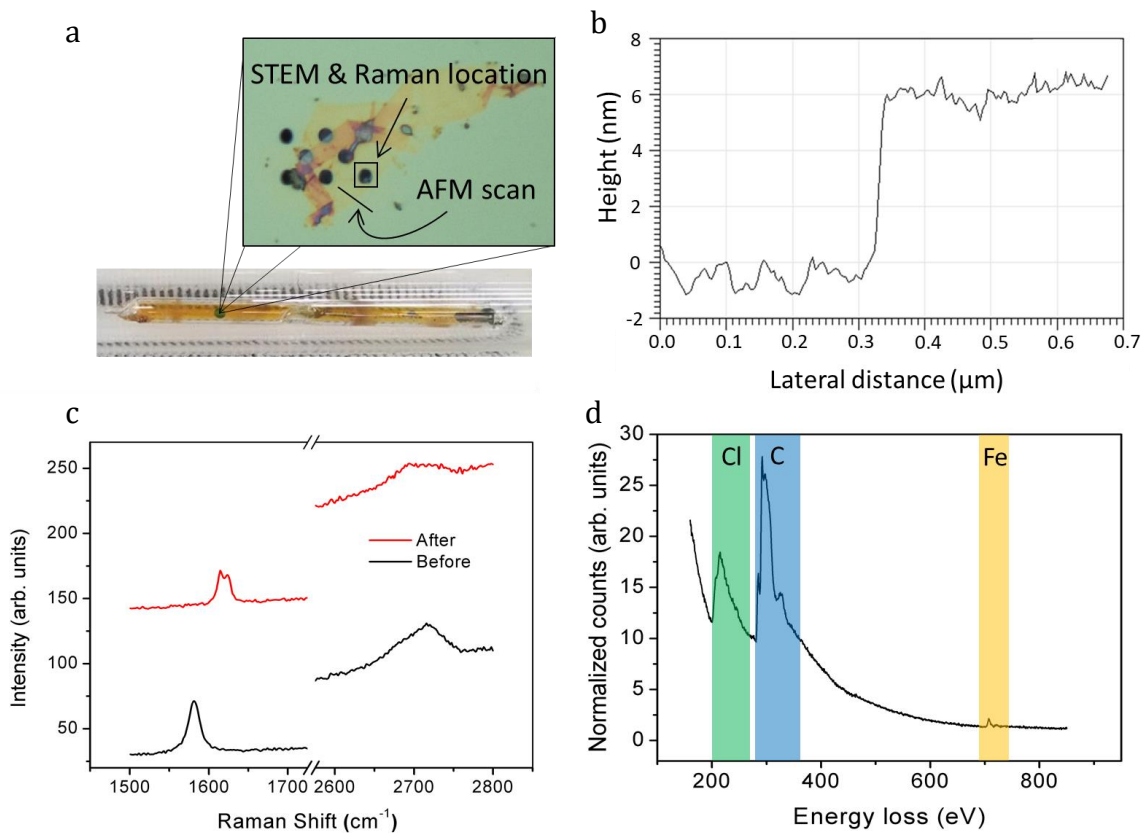 a
STEM & Raman location
AFM scan
b
8
6
4
2
0
-2
Height (nm)
0.0 0.1 0.2 0.3 0.4 0.5 0.6 0.7
Lateral distance (µm)
c
250
200
150
100
50
Intensity (arb. units)
After
Before
1500 1600 1700 2600 2700 2800
Raman Shift (cm⁻¹)
d
30
25
20
15
10
5
0
Normalized counts (arb. units)
Cl C Fe
200 400 600 800
Energy loss (eV)